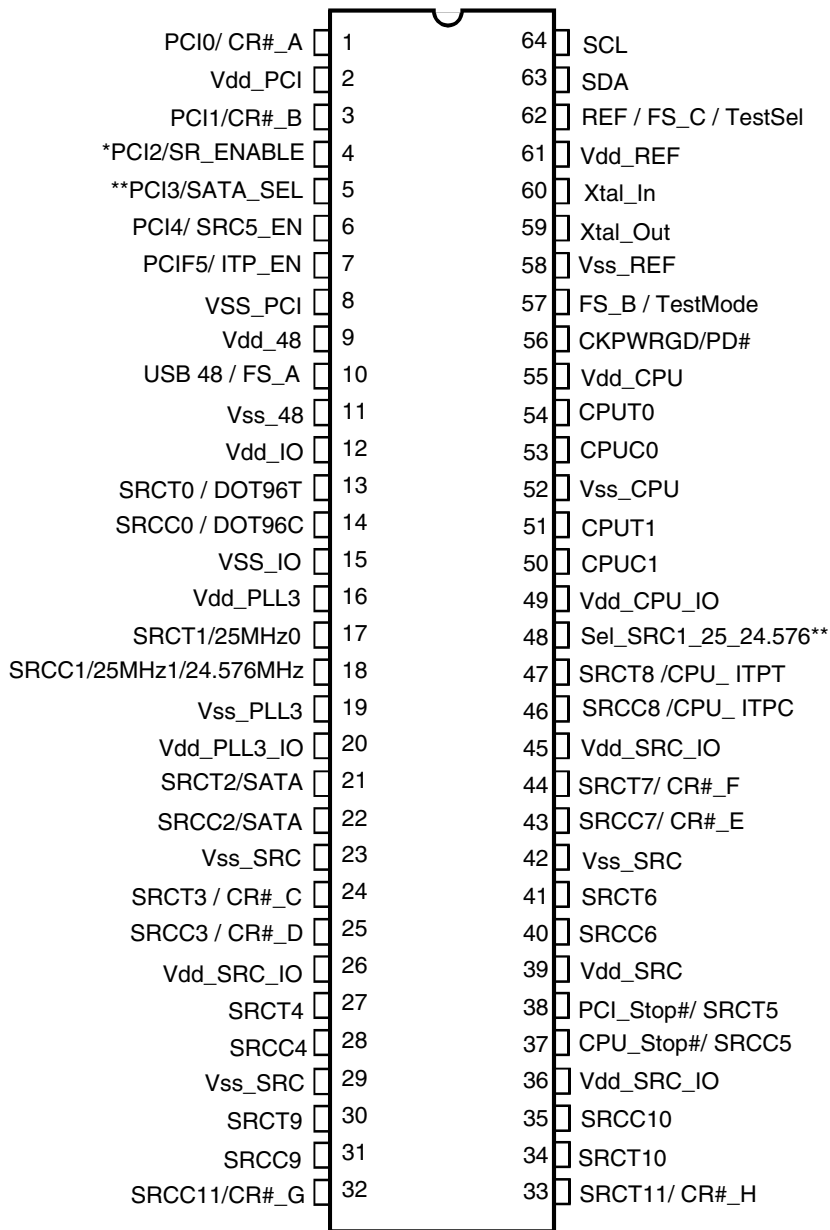 PCI0/ CR#_A 1 64 SCL
Vdd_PCI 2 63 SDA
PCI1/CR#_B 3 62 REF / FS_C / TestSel
*PCI2/SR_ENABLE 4 61 Vdd_REF
**PCI3/SATA_SEL 5 60 Xtal_In
PCI4/ SRC5_EN 6 59 Xtal_Out
PCIF5/ ITP_EN 7 58 Vss_REF
VSS_PCI 8 57 FS_B / TestMode
Vdd_48 9 56 CKPWRGD/PD#
USB 48 / FS_A 10 55 Vdd_CPU
Vss_48 11 54 CPUT0
Vdd_IO 12 53 CPUC0
SRCT0 / DOT96T 13 52 Vss_CPU
SRCC0 / DOT96C 14 51 CPUT1
VSS_IO 15 50 CPUC1
Vdd_PLL3 16 49 Vdd_CPU_IO
SRCT1/25MHz0 17 48 Sel_SRC1_25_24.576**
SRCC1/25MHz1/24.576MHz 18 47 SRCT8 /CPU_ ITPT
Vss_PLL3 19 46 SRCC8 /CPU_ ITPC
Vdd_PLL3_IO 20 45 Vdd_SRC_IO
SRCT2/SATA 21 44 SRCT7/ CR#_F
SRCC2/SATA 22 43 SRCC7/ CR#_E
Vss_SRC 23 42 Vss_SRC
SRCT3 / CR#_C 24 41 SRCT6
SRCC3 / CR#_D 25 40 SRCC6
Vdd_SRC_IO 26 39 Vdd_SRC
SRCT4 27 38 PCI_Stop#/ SRCT5
SRCC4 28 37 CPU_Stop#/ SRCC5
Vss_SRC 29 36 Vdd_SRC_IO
SRCT9 30 35 SRCC10
SRCC9 31 34 SRCT10
SRCC11/CR#_G 32 33 SRCT11/ CR#_H